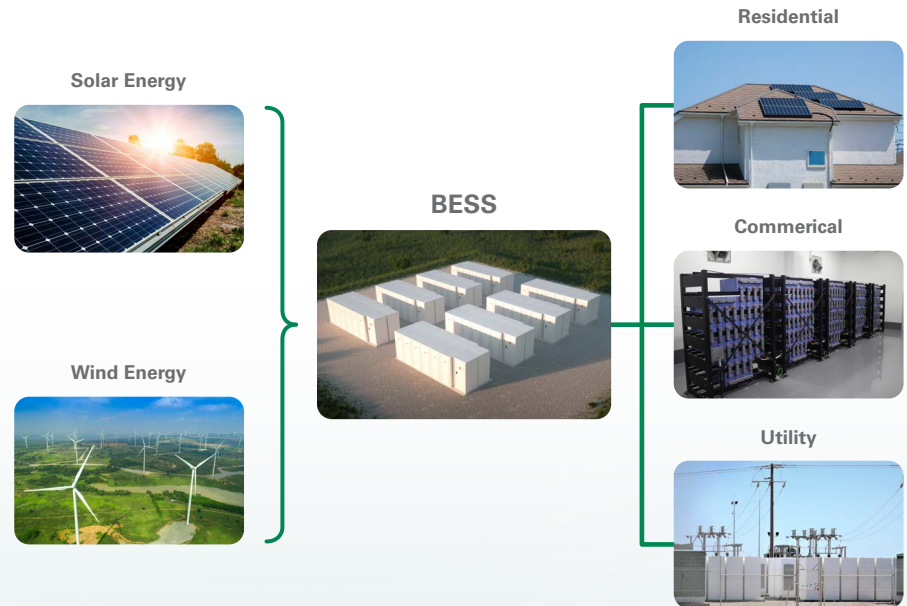 Solar Energy
Wind Energy
BESS
Residential
Commerical
Utility